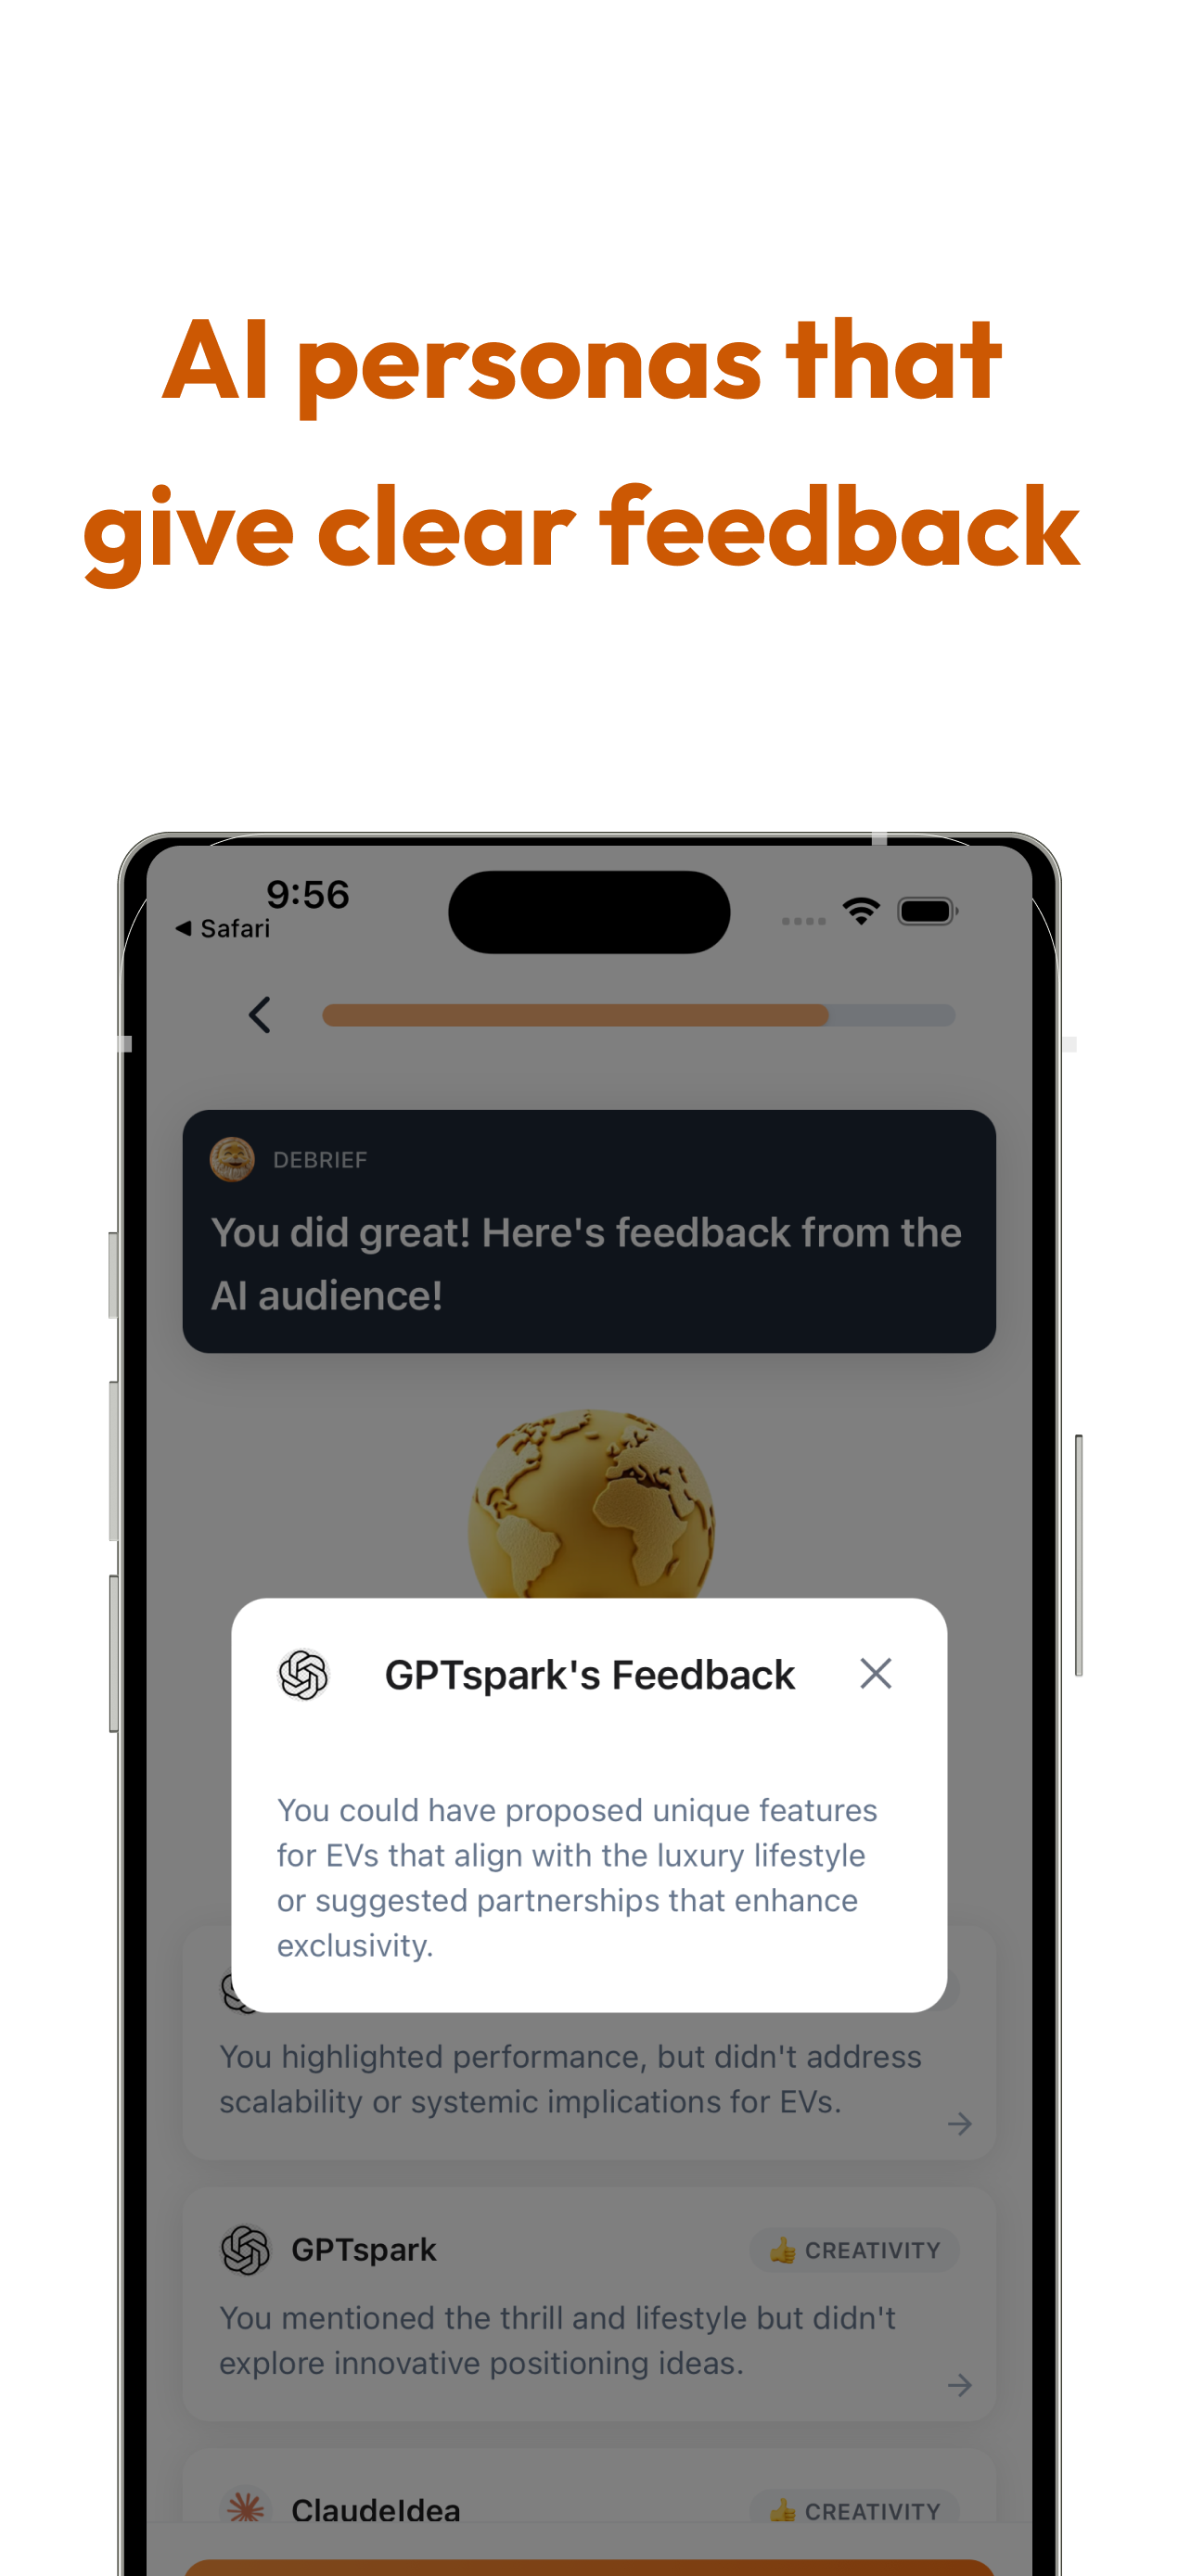 AI personas that
give clear feedback
9:56
Safari
DEBRIEF
You did great! Here's feedback from the
AI audience!
GPTspark's Feedback
You could have proposed unique features
for EVs that align with the luxury lifestyle
or suggested partnerships that enhance
exclusivity.
You highlighted performance, but didn't address
scalability or systemic implications for EVs.
GPTspark
👍 CREATIVITY
You mentioned the thrill and lifestyle but didn't
explore innovative positioning ideas.
ClaudeIdea
👍 CREATIVITY